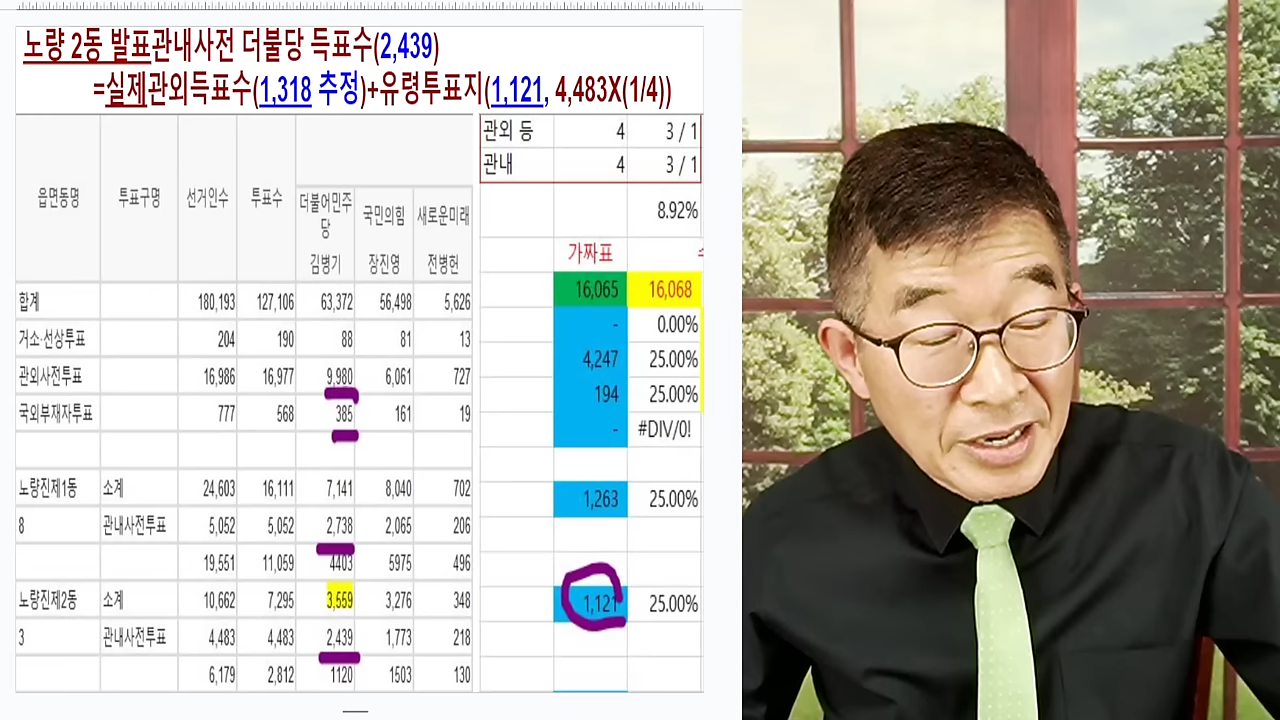 노량 2동 발표관내사전 더불당 득표수(2,439)
=실제관외득표수(1,318 추정)+유령투표지(1,121, 4,483X(1/4))
읍면동명 투표구명 선거인수 투표수 더불어민주당 김병기 국민의힘 장진영 새로운미래 전병헌
합계 180,193 127,106 63,372 56,498 5,626
거소·선상투표 204 190 88 81 13
관외사전투표 16,986 16,977 9,980 6,061 727
국외부재자투표 777 568 385 161 19
노량진제1동 소계 24,603 16,111 7,141 8,040 702
8 관내사전투표 5,052 5,052 2,738 2,065 206
19,551 11,059 4403 5975 496
노량진제2동 소계 10,662 7,295 3,559 3,276 348
3 관내사전투표 4,483 4,483 2,439 1,773 218
6,179 2,812 1120 1503 130
관외 등 4 3 / 1
관내 4 3 / 1
8.92%
가짜표
16,065 16,068
- 0.00%
4,247 25.00%
194 25.00%
- #DIV/0!
1,263 25.00%
1,121 25.00%